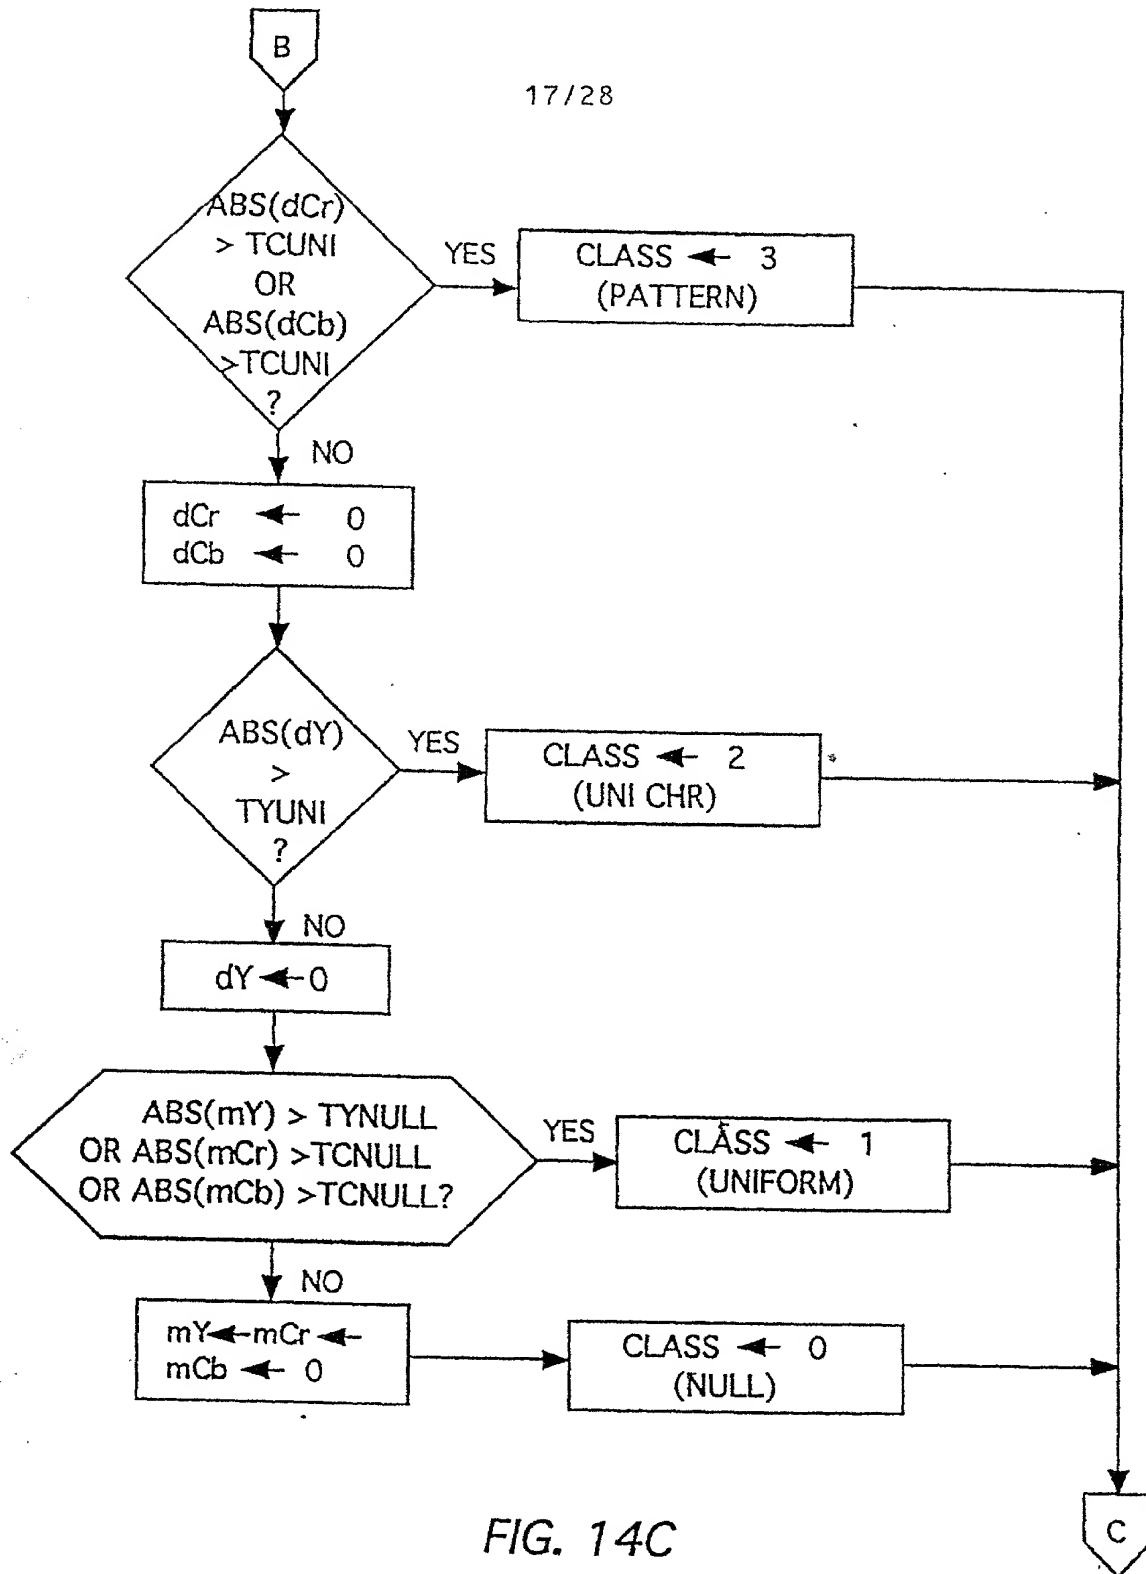 B
17/28
ABS(dCr)
> TCUNI
OR
ABS(dCb)
>TCUNI
?
YES
CLASS ← 3
(PATTERN)
NO
dCr ← 0
dCb ← 0
ABS(dY)
>
TYUNI
?
YES
CLASS ← 2
(UNI CHR)
NO
dY ← 0
ABS(mY) > TYNULL
OR ABS(mCr) >TCNULL
OR ABS(mCb) >TCNULL?
YES
CLASS ← 1
(UNIFORM)
NO
mY←mCr ←
mCb ← 0
CLASS ← 0
(NULL)
C
FIG. 14C